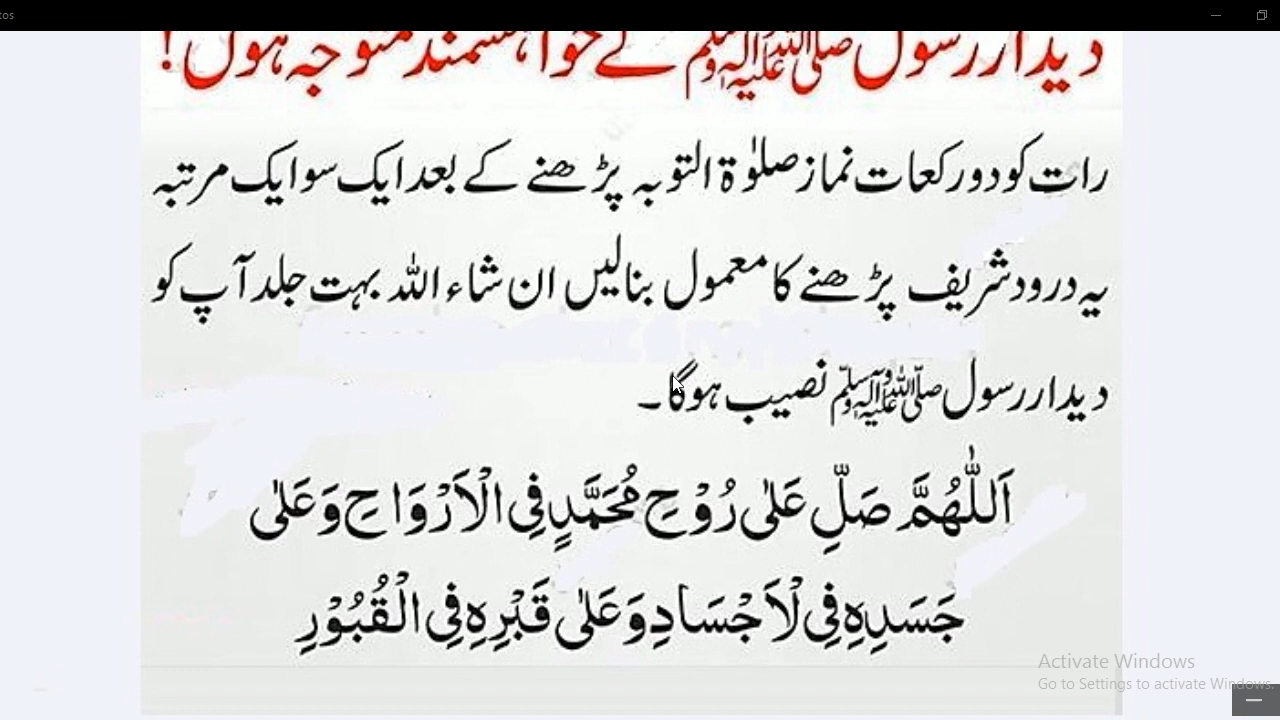 tos
دیدار رسول صلی اللہ علیہ وآلہ وسلم کے خواہشمند متوجہ ہوں!
رات کو دو رکعات نماز صلوٰۃ التوبہ پڑھنے کے بعد ایک سو ایک مرتبہ
یہ درود شریف پڑھنے کا معمول بنالیں ان شاء اللہ بہت جلد آپ کو
دیدار رسول صلی اللہ علیہ وآلہ وسلم نصیب ہوگا۔
اَللّٰهُمَّ صَلِّ عَلٰى رُوْحِ مُحَمَّدٍ فِى الْاَرْوَاحِ وَعَلٰى
جَسَدِهٖ فِى لْاَجْسَادِ وَعَلٰى قَبْرِهٖ فِى الْقُبُوْرِ
Activate Windows
Go to Settings to activate Windows.